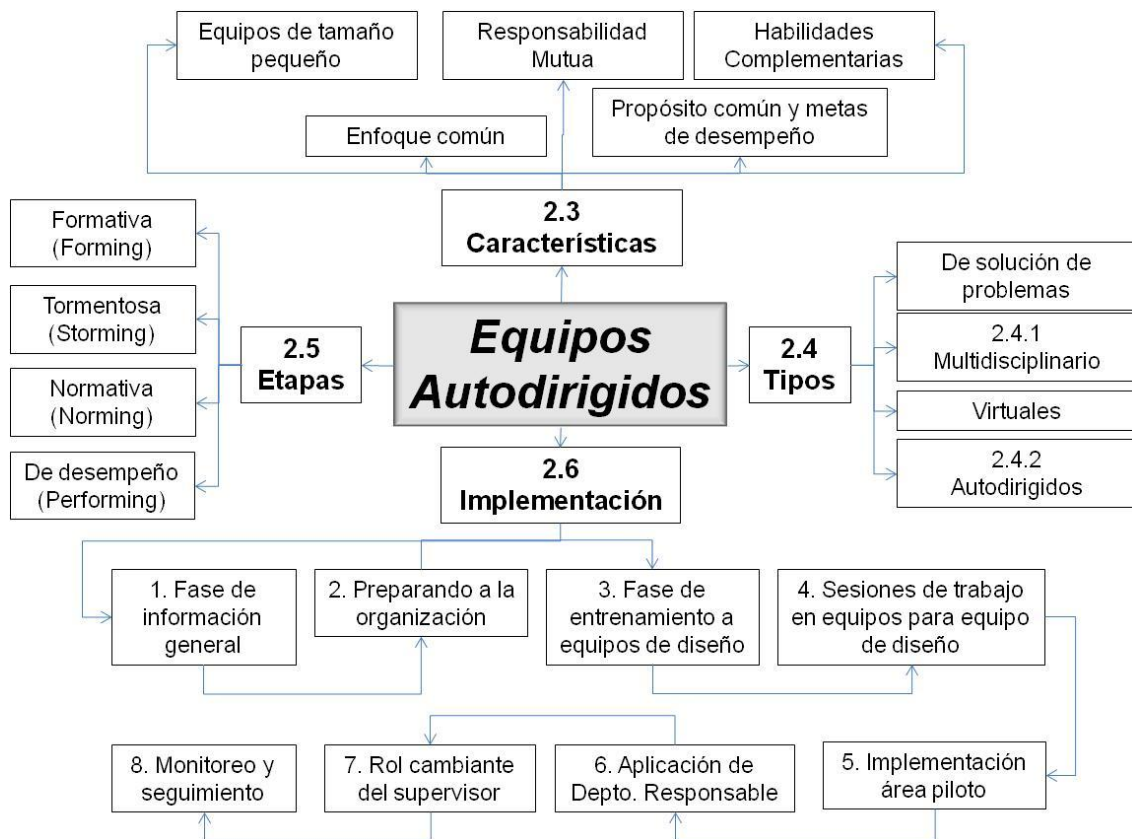 Equipos de tamaño
pequeño
Responsabilidad
Mutua
Habilidades
Complementarias
Enfoque común
Propósito común y metas
de desempeño
2.3
Característícas
Formativa
(Forming)
Tormentosa
(Storming)
Normativa
(Norming)
De desempeño
(Performing)
2.5
Etapas
Equipos
Autodirigidos
2.4
Tipos
De solución de
problemas
2.4.1
Multidisciplinario
Virtuales
2.4.2
Autodirigidos
2.6
Implementación
1. Fase de
información
general
2. Preparando a la
organización
3. Fase de
entrenamiento a
equipos de diseño
4. Sesiones de trabajo
en equipos para equipo
de diseño
8. Monitoreo y
seguimiento
7. Rol cambiante
del supervisor
6. Aplicación de
Depto. Responsable
5. Implementación
área piloto